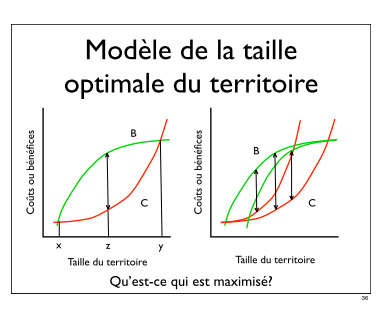 Modèle de la taille
optimale du territoire
Coûts ou bénéfices
B
C
x
z
y
Taille du territoire
Coûts ou bénéfices
B
C
Taille du territoire
Qu'est-ce qui est maximisé?
36